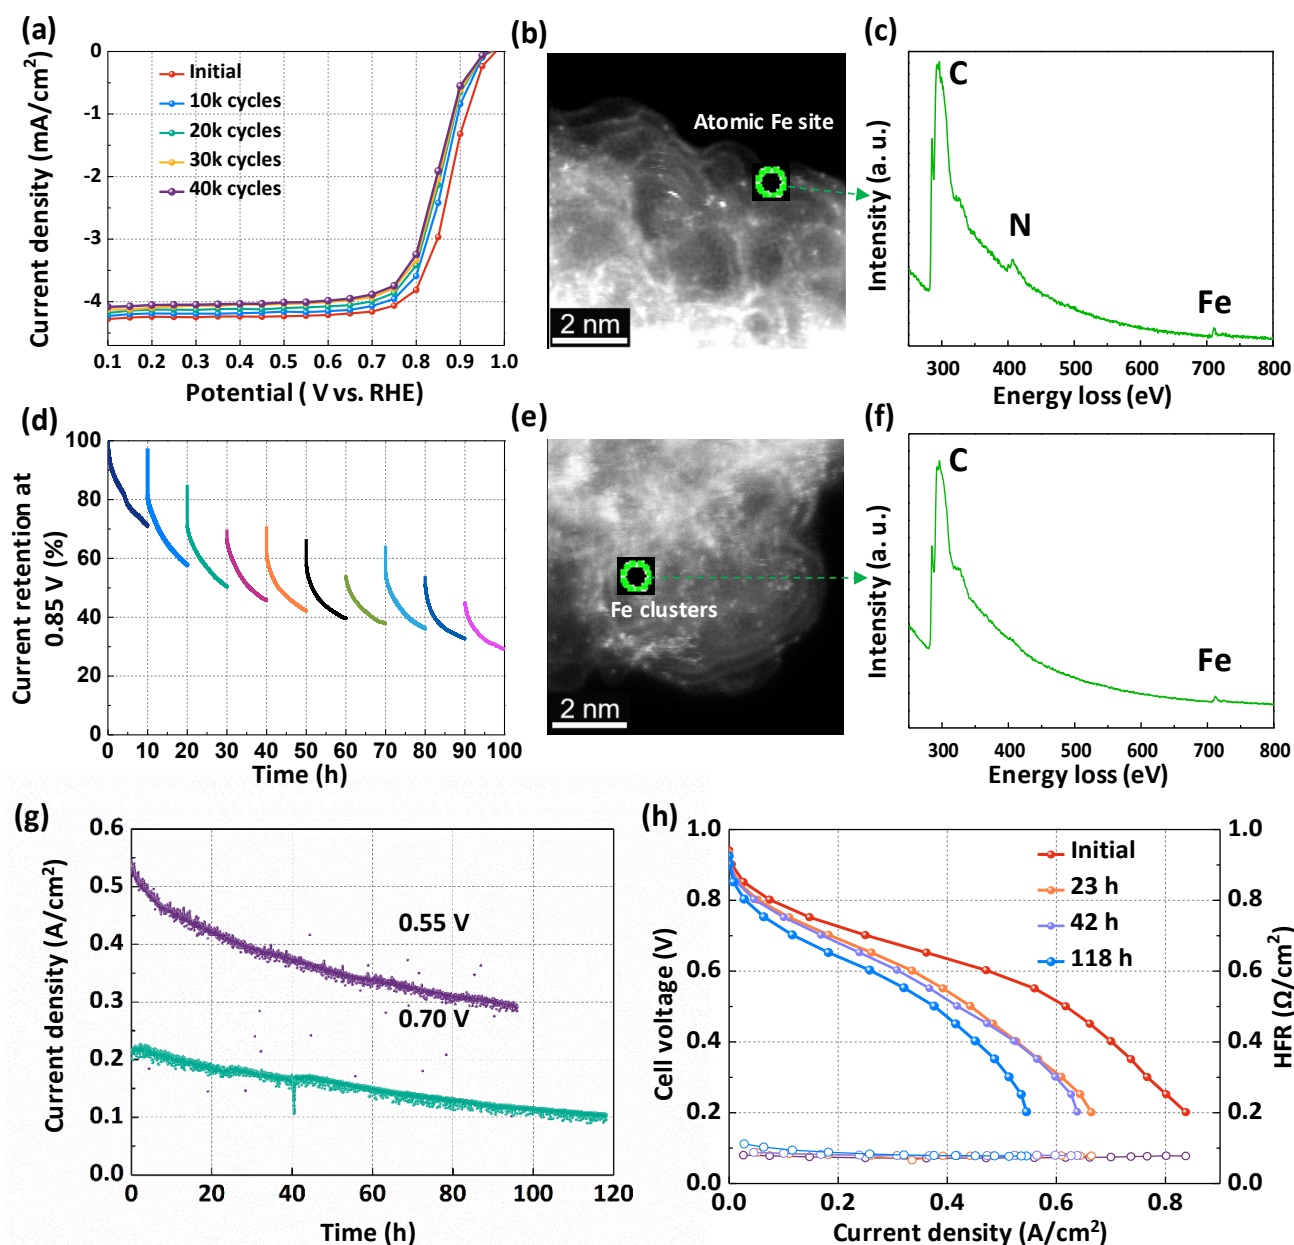 (a)
Current density (mA/cm²)
0
-1
-2
-3
-4
Initial
10k cycles
20k cycles
30k cycles
40k cycles
0.1 0.2 0.3 0.4 0.5 0.6 0.7 0.8 0.9 1.0
Potential ( V vs. RHE)
(b)
Atomic Fe site
2 nm
(c)
Intensity (a. u.)
C
N
Fe
300 400 500 600 700 800
Energy loss (eV)
(d)
Current retention at
0.85 V (%)
100
80
60
40
20
0
0 10 20 30 40 50 60 70 80 90 100
Time (h)
(e)
Fe clusters
2 nm
(f)
Intensity (a. u.)
C
Fe
300 400 500 600 700 800
Energy loss (eV)
(g)
Current density (A/cm²)
0.6
0.5
0.4
0.3
0.2
0.1
0.0
0.55 V
0.70 V
0 20 40 60 80 100 120
Time (h)
(h)
Cell voltage (V)
1.0
0.8
0.6
0.4
0.2
0.0
Initial
23 h
42 h
118 h
1.0
0.8
0.6
0.4
0.2
0.0
HFR (Ω/cm²)
0.0 0.2 0.4 0.6 0.8
Current density (A/cm²)